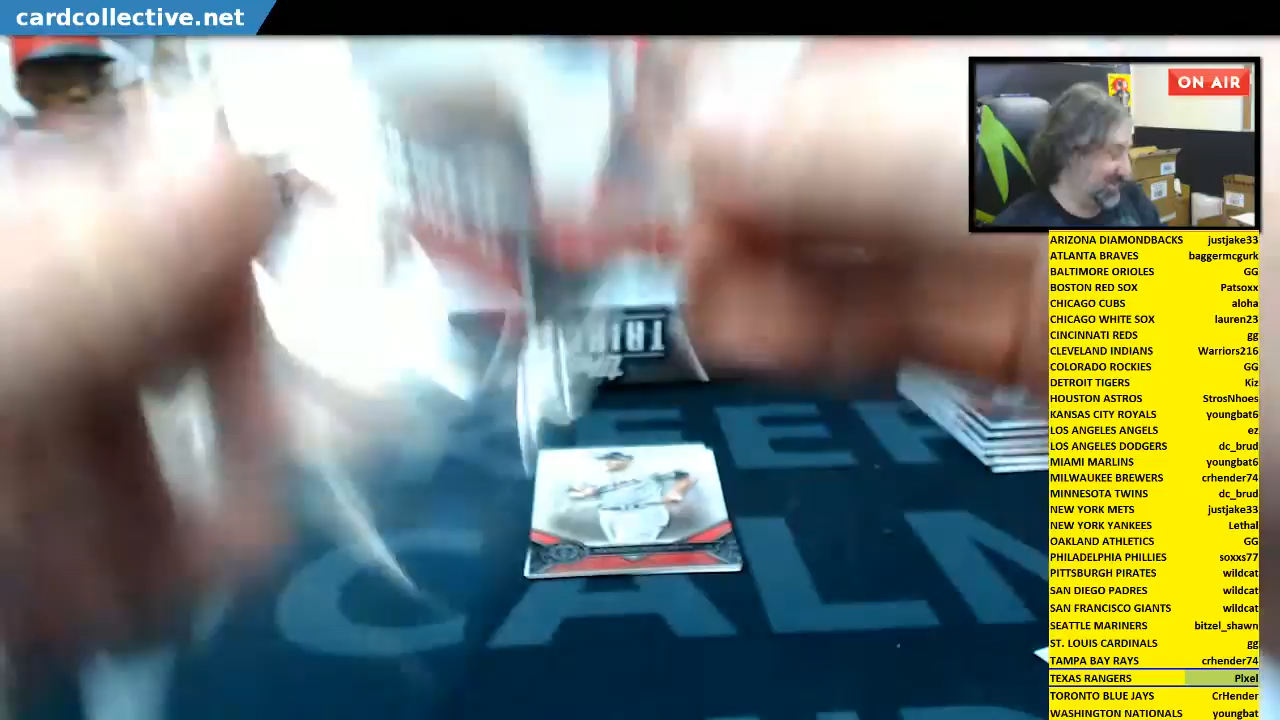 cardcollective.net
ON AIR
ARIZONA DIAMONDBACKS justjake33
ATLANTA BRAVES baggermcgurk
BALTIMORE ORIOLES GG
BOSTON RED SOX Patsoxx
CHICAGO CUBS aloha
CHICAGO WHITE SOX lauren23
CINCINNATI REDS gg
CLEVELAND INDIANS Warriors216
COLORADO ROCKIES GG
DETROIT TIGERS Kiz
HOUSTON ASTROS StrosNhoes
KANSAS CITY ROYALS youngbat6
LOS ANGELES ANGELS ez
LOS ANGELES DODGERS dc_brud
MIAMI MARLINS youngbat6
MILWAUKEE BREWERS crhender74
MINNESOTA TWINS dc_brud
NEW YORK METS justjake33
NEW YORK YANKEES Lethal
OAKLAND ATHLETICS GG
PHILADELPHIA PHILLIES soxxs77
PITTSBURGH PIRATES wildcat
SAN DIEGO PADRES wildcat
SAN FRANCISCO GIANTS wildcat
SEATTLE MARINERS bitzel_shawn
ST. LOUIS CARDINALS gg
TAMPA BAY RAYS crhender74
TEXAS RANGERS Pixel
TORONTO BLUE JAYS CrHender
WASHINGTON NATIONALS youngbat
CALM